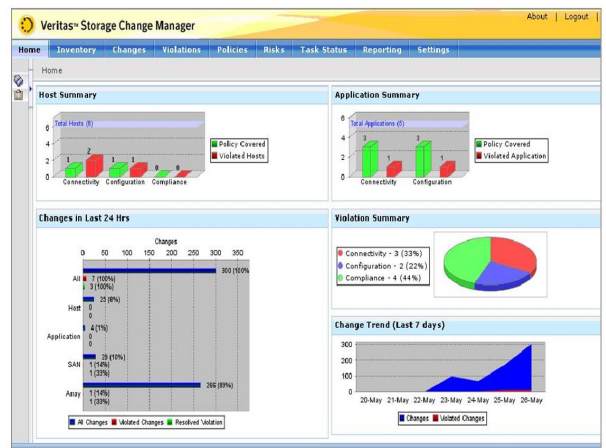 Veritas™ Storage Change Manager
About | Logout |
Home Inventory Changes Violations Policies Risks Task Status Reporting Settings
Home
Host Summary
6
4
2
0
Total Hosts (6)
1 2 1 1 0 0
Connectivity Configuration Compliance
Policy Covered
Violated Hosts
Application Summary
6
4
2
0
Total Applications (6)
3 1 3 1
Connectivity Configuration
Policy Covered
Violated Application
Changes in Last 24 Hrs
Changes
0 50 100 150 200 250 300 350
All
300 (100%
7 (100%)
3 (100%)
Host
25 (8%)
0
0
Application
4 (1%)
0
0
SAN
29 (10%)
1 (14%)
1 (33%)
Array
266 (89%)
1 (14%)
1 (33%)
All Changes Violated Changes Resolved Violation
Violation Summary
Connectivity - 3 (33%)
Configuration - 2 (22%)
Compliance - 4 (44%)
Change Trend (Last 7 days)
300
200
100
0
20-May 21-May 22-May 23-May 24-May 25-May 26-May
Changes Violated Changes